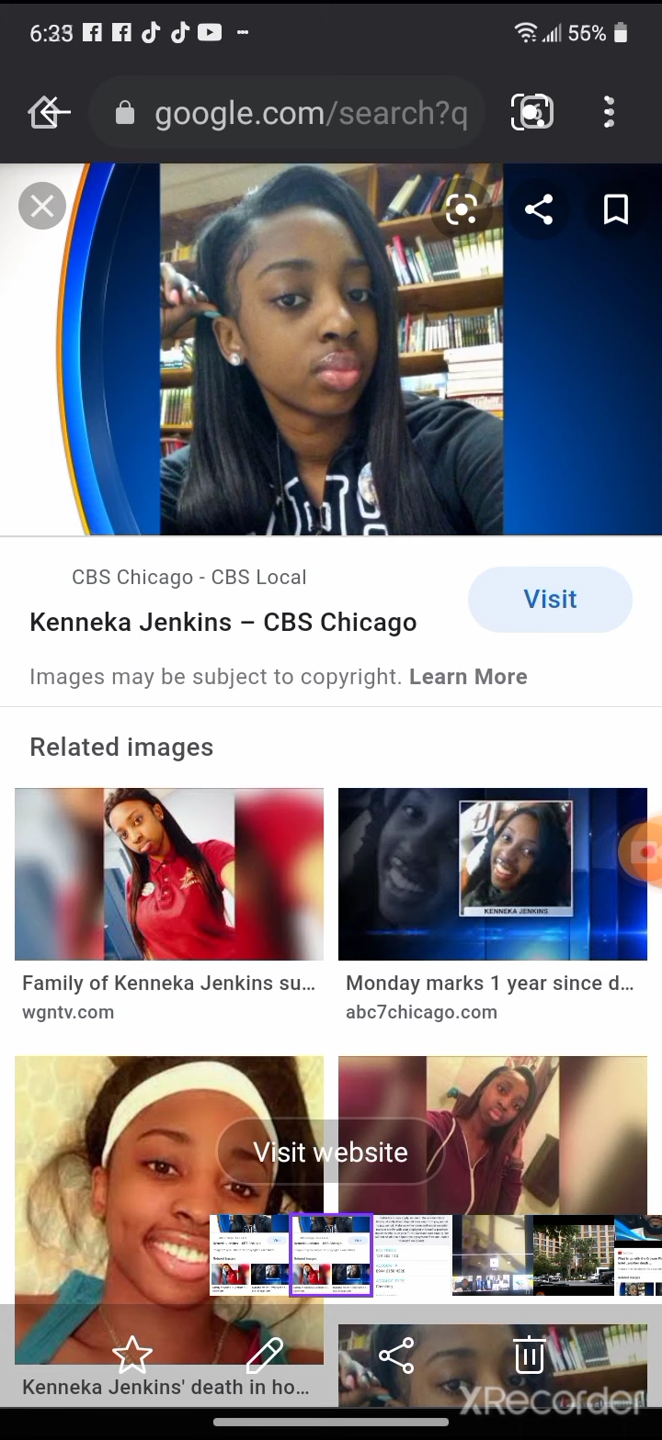 6:33
55%
google.com/search?q
CBS Chicago - CBS Local
Kenneka Jenkins – CBS Chicago
Visit
Images may be subject to copyright. Learn More
Related images
KENNEKA JENKINS
Family of Kenneka Jenkins su...
Monday marks 1 year since d...
wgntv.com
abc7chicago.com
Visit website
Kenneka Jenkins' death in ho...
XRecorder